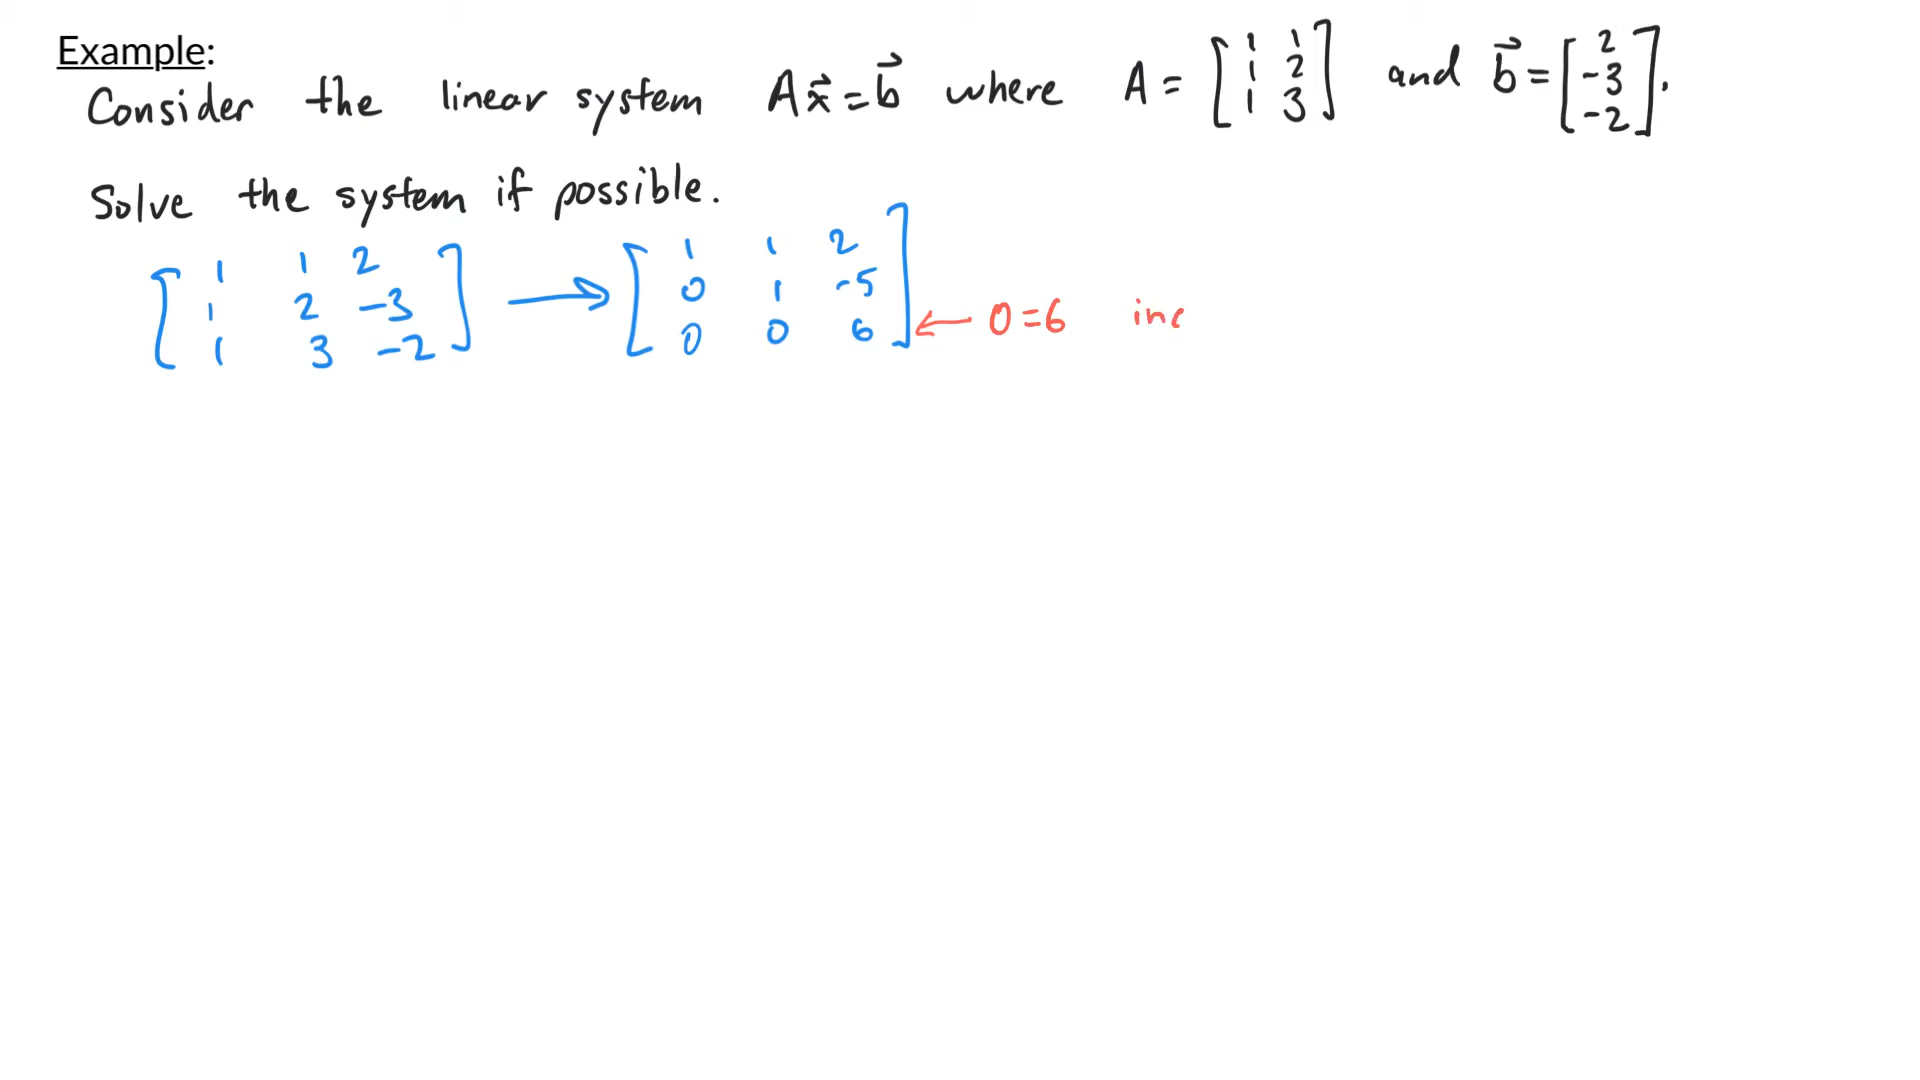 Example:
Consider the linear system Ax⃗=b⃗ where A = [1 1; 1 2; 1 3] and b⃗ = [2; -3; -2].
Solve the system if possible.
[1 1 2; 1 2 -3; 1 3 -2] → [1 1 2; 0 1 -5; 0 0 6] ← 0=6 inc